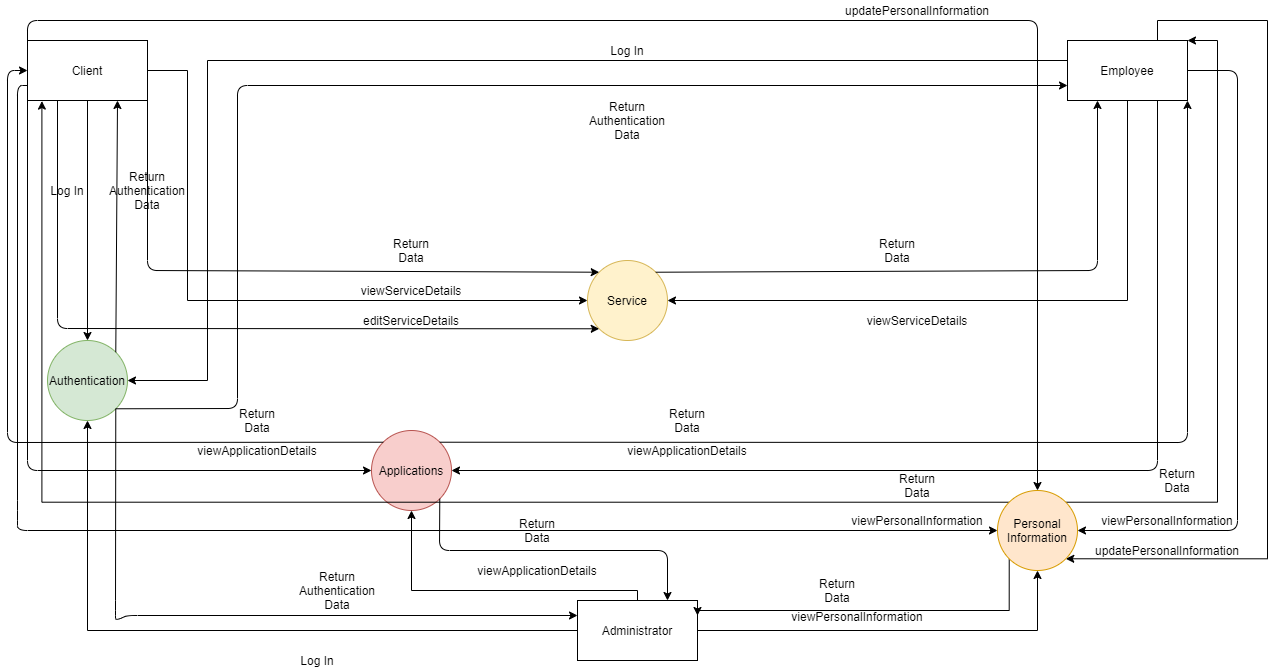 updatePersonalInformation
Log In
Client
Employee
Return
Authentication
Data
Log In
Return
Authentication
Data
Return
Data
Return
Data
viewServiceDetails
Service
editServiceDetails
viewServiceDetails
Authentication
Return
Data
Return
Data
viewApplicationDetails
viewApplicationDetails
Applications
Return
Data
Return
Data
Return
Data
viewPersonalInformation
Personal
Information
viewPersonalInformation
updatePersonalInformation
viewApplicationDetails
Return
Authentication
Data
Return
Data
viewPersonalInformation
Administrator
Log In